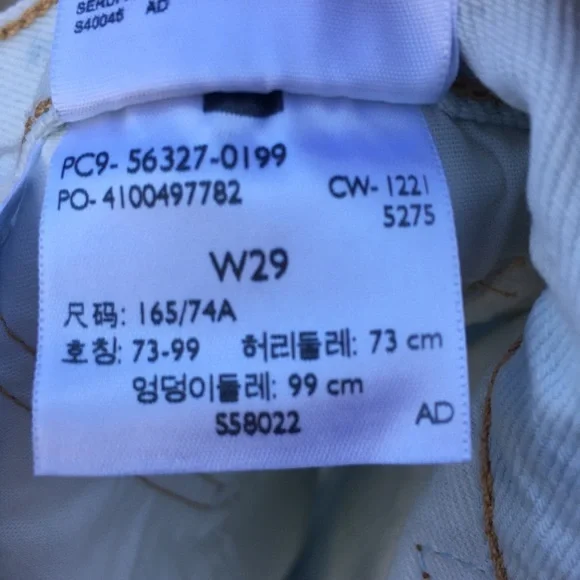 S40045 AD
PC9- 56327-0199
PO- 4100497782 CW- 1221
5275
W29
尺码: 165/74A
호칭: 73-99 허리둘레: 73 cm
엉덩이둘레: 99 cm
S58022 AD